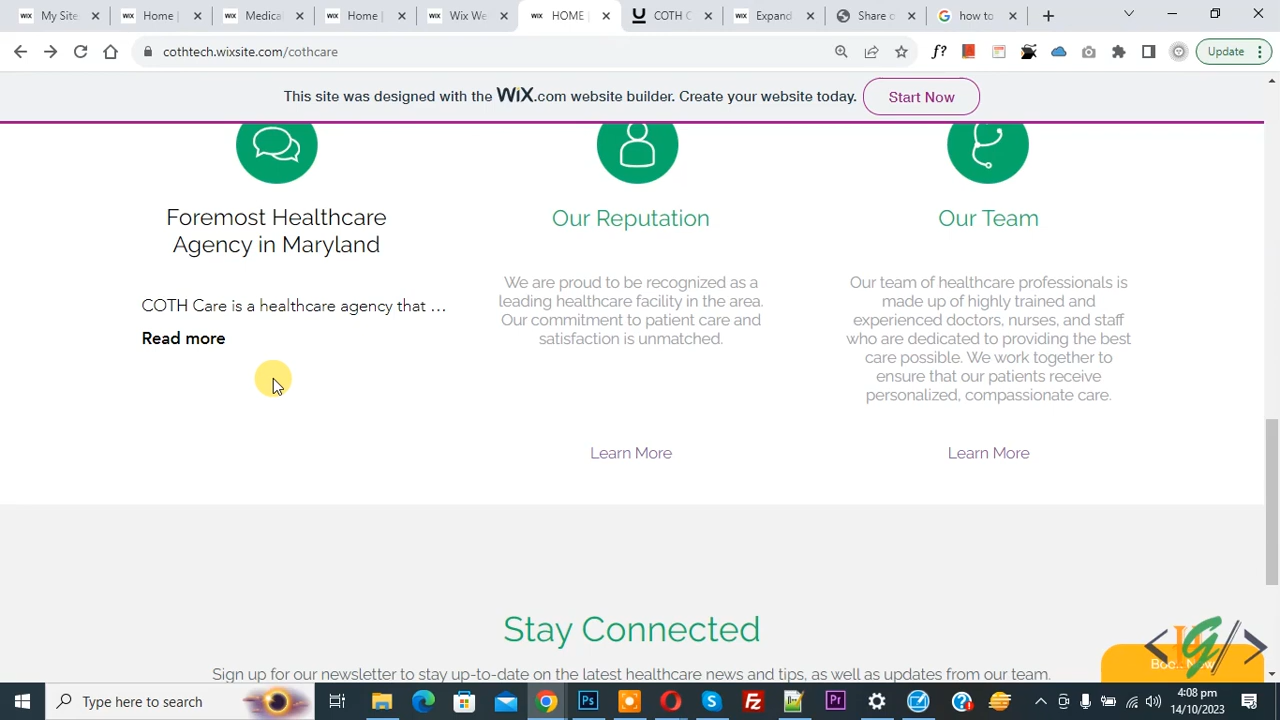 My Site
Home |
Medical
Home |
Wix We
HOME |
COTH C
Expand
Share c
how to
cothtech.wixsite.com/cothcare
f?
Update
This site was designed with the WiX.com website builder. Create your website today.
Start Now
Foremost Healthcare
Agency in Maryland
COTH Care is a healthcare agency that …
Read more
Our Reputation
We are proud to be recognized as a
leading healthcare facility in the area.
Our commitment to patient care and
satisfaction is unmatched.
Learn More
Our Team
Our team of healthcare professionals is
made up of highly trained and
experienced doctors, nurses, and staff
who are dedicated to providing the best
care possible. We work together to
ensure that our patients receive
personalized, compassionate care.
Learn More
Stay Connected
Sign up for our newsletter to stay up-to-date on the latest healthcare news and tips, as well as updates from our team.
Type here to search
4:08 pm
14/10/2023